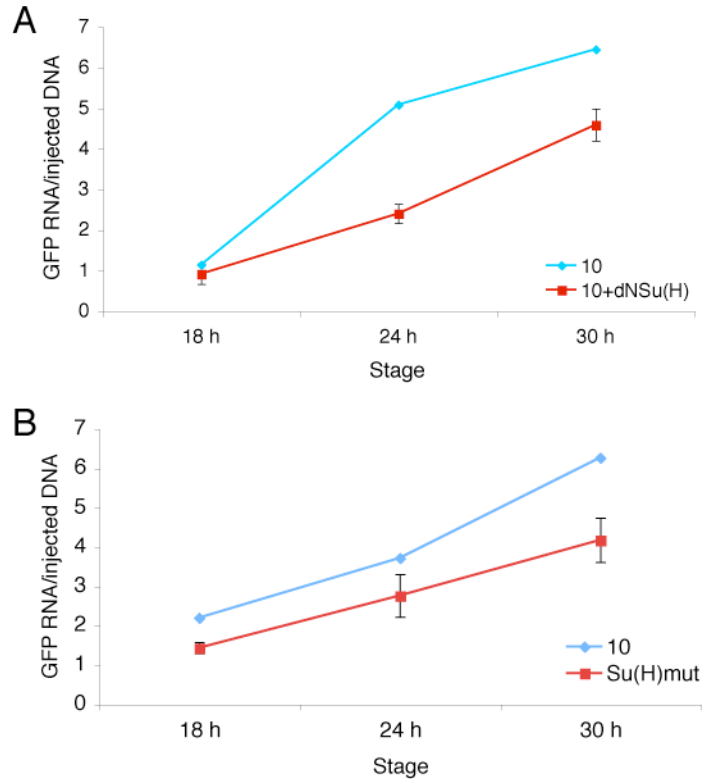 A
7
6
5
4
3
2
1
0
GFP RNA/injected DNA
10
10+dNSu(H)
18 h 24 h 30 h
Stage
B
7
6
5
4
3
2
1
0
GFP RNA/injected DNA
10
Su(H)mut
18 h 24 h 30 h
Stage